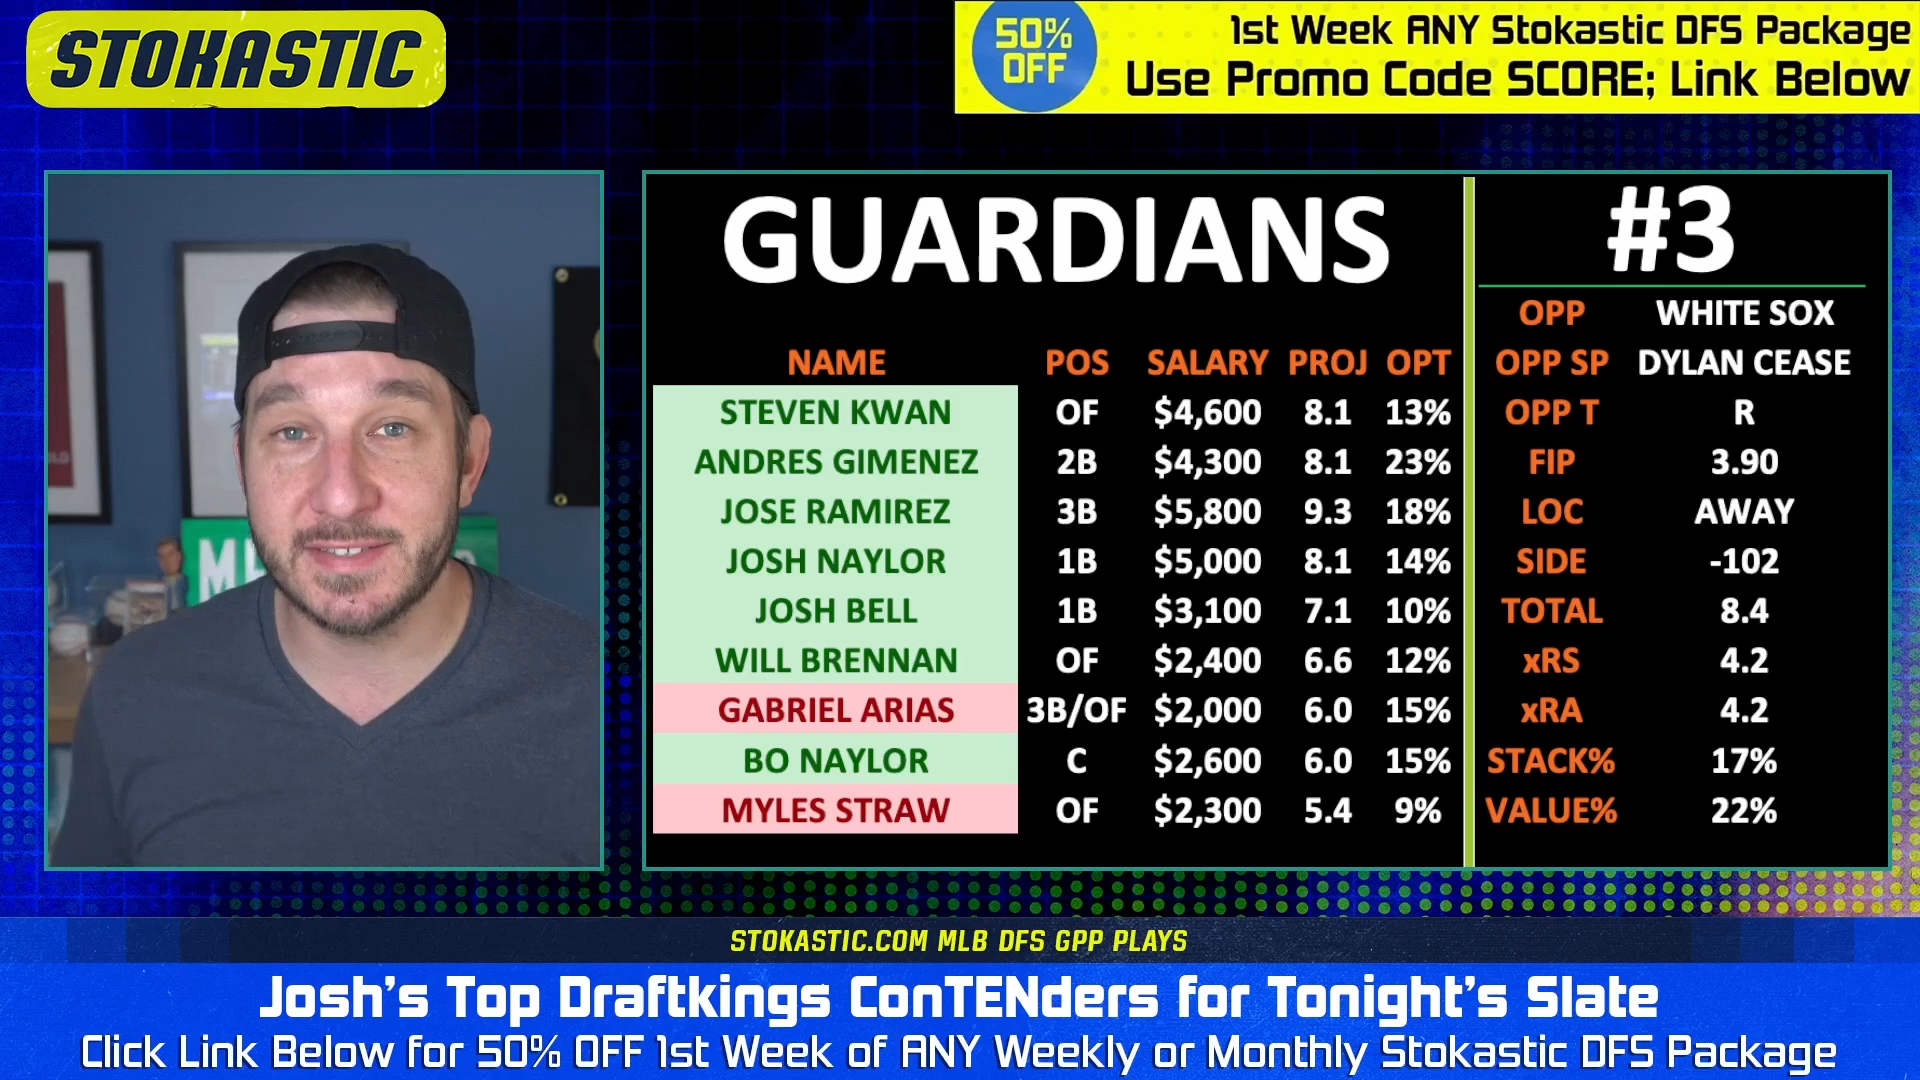 STOKASTIC
50%
OFF
1st Week ANY Stokastic DFS Package
Use Promo Code SCORE; Link Below
GUARDIANS
NAME POS SALARY PROJ OPT
STEVEN KWAN OF $4,600 8.1 13%
ANDRES GIMENEZ 2B $4,300 8.1 23%
JOSE RAMIREZ 3B $5,800 9.3 18%
JOSH NAYLOR 1B $5,000 8.1 14%
JOSH BELL 1B $3,100 7.1 10%
WILL BRENNAN OF $2,400 6.6 12%
GABRIEL ARIAS 3B/OF $2,000 6.0 15%
BO NAYLOR C $2,600 6.0 15%
MYLES STRAW OF $2,300 5.4 9%
#3
OPP WHITE SOX
OPP SP DYLAN CEASE
OPP T R
FIP 3.90
LOC AWAY
SIDE -102
TOTAL 8.4
xRS 4.2
xRA 4.2
STACK% 17%
VALUE% 22%
STOKASTIC.COM MLB DFS GPP PLAYS
Josh's Top Draftkings ConTENders for Tonight's Slate
Click Link Below for 50% OFF 1st Week of ANY Weekly or Monthly Stokastic DFS Package